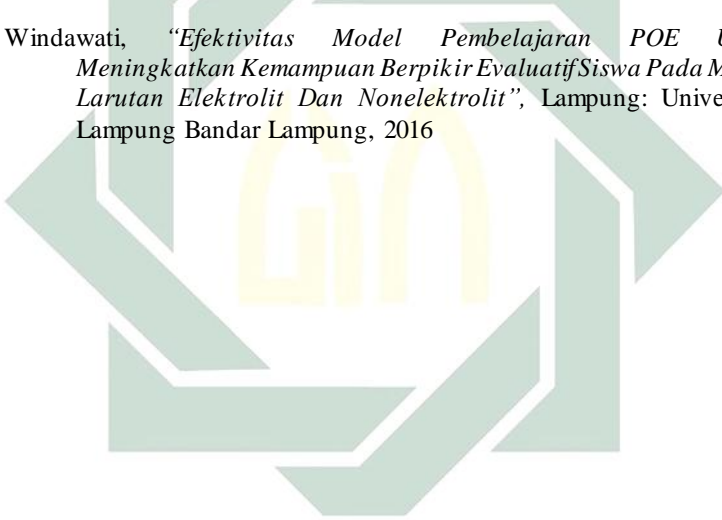 Windawati, “Efektivitas Model Pembelajaran POE
Meningkatkan Kemampuan Berpikir Evaluatif Siswa Pada
Larutan Elektrolit Dan Nonelektrolit”, Lampung:
Lampung Bandar Lampung, 2016